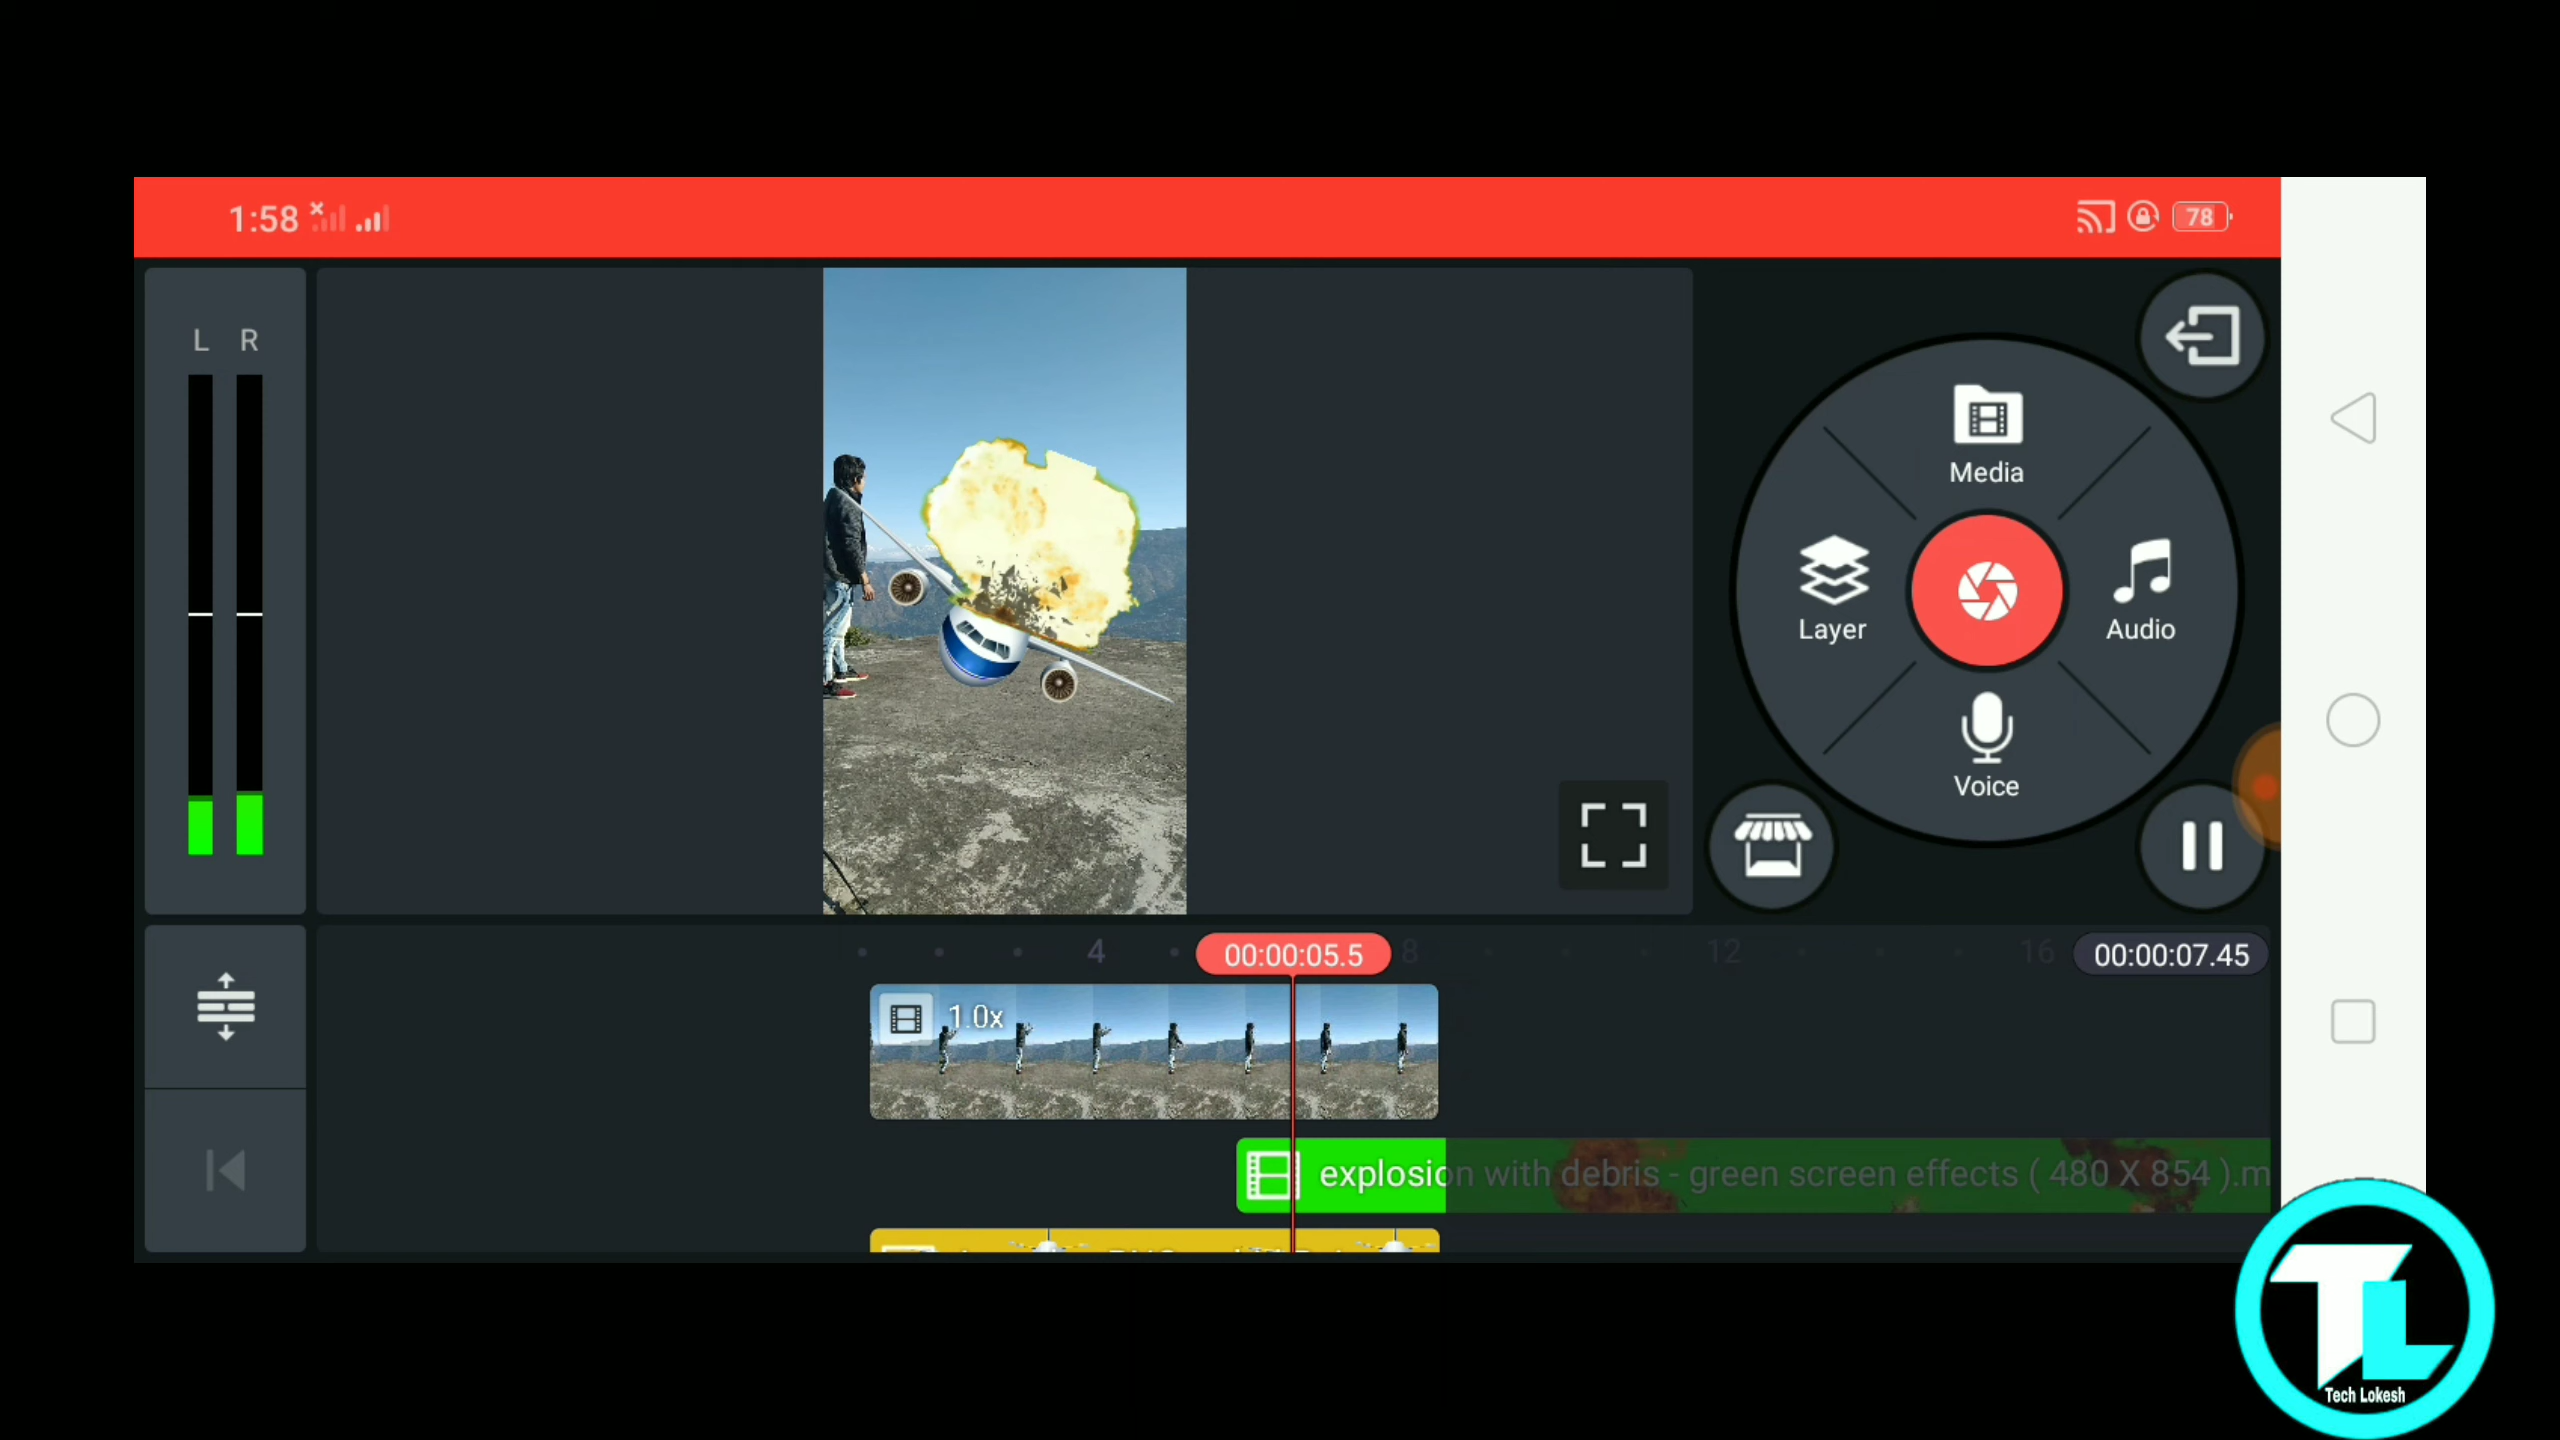 1:58
78
L R
Media
Layer
Audio
Voice
4
00:00:05.5
8
12
16
00:00:07.45
1.0x
explosion with debris - green screen effects ( 480 X 854 ).m
TL
Tech Lokesh